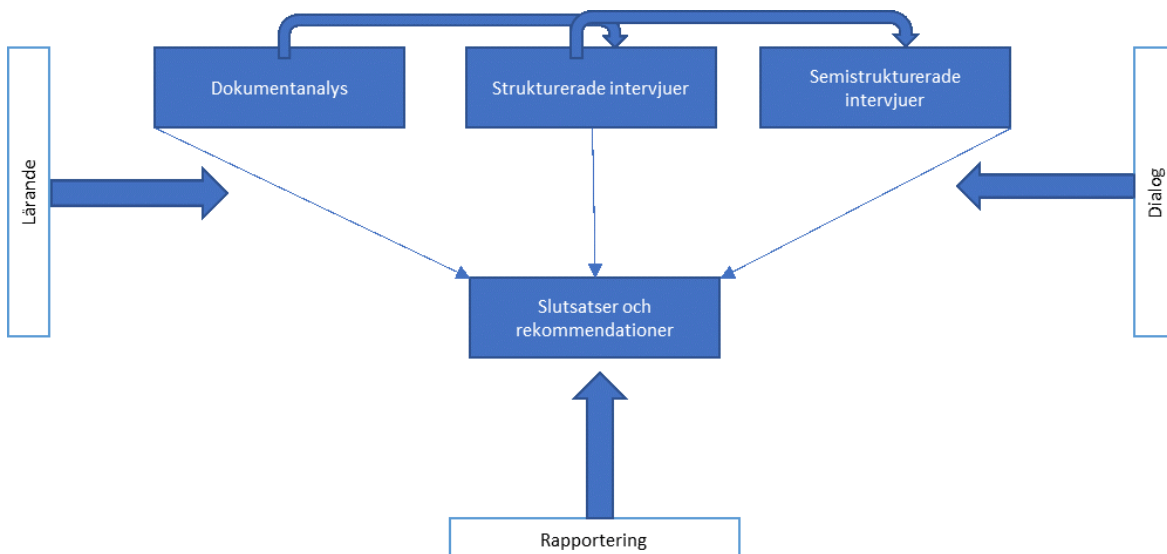 Dokumentanalys
Strukturerade intervjuer
Semistrukturerade
intervjuer
Lärande
Dialog
Slutsatser och
rekommendationer
Rapportering